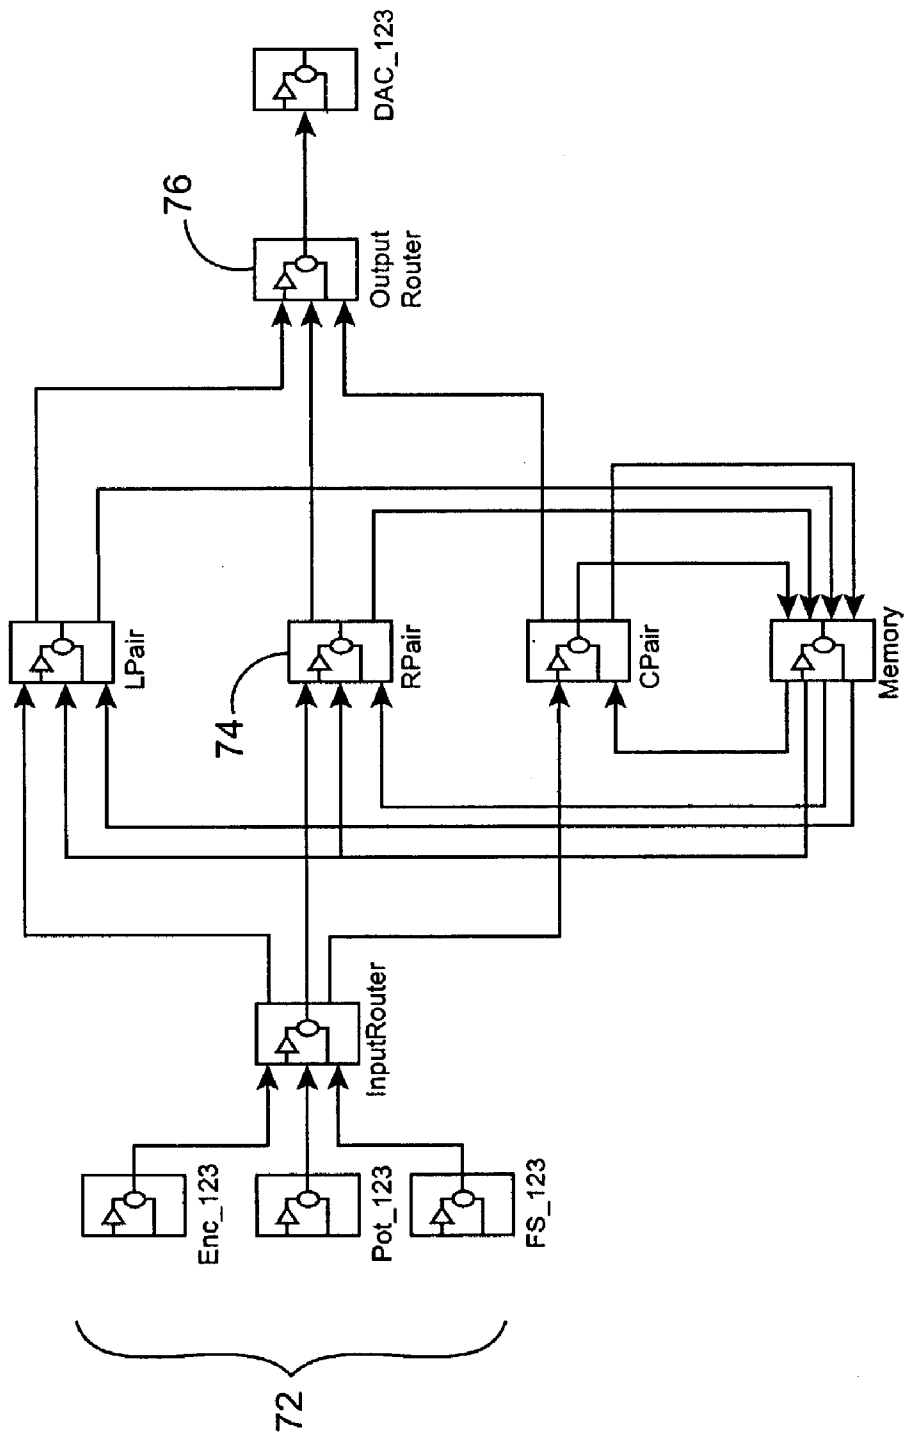 72
Enc_123
Pot_123
FS_123
InputRouter
74
LPair
RPair
CPair
Memory
76
Output
Router
DAC_123